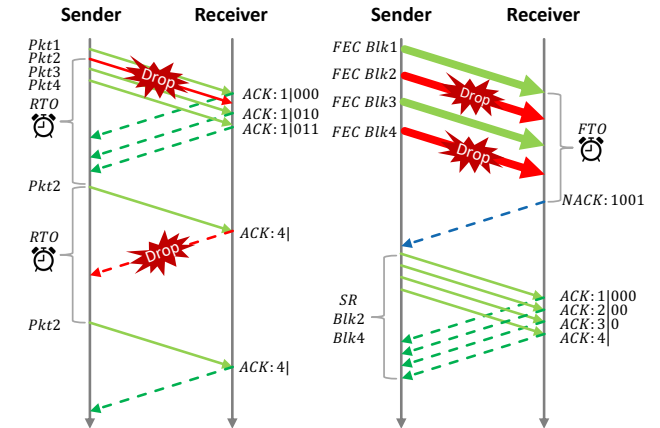 Sender
Receiver
Pkt1
Pkt2
Pkt3
Pkt4
RTO
Drop
ACK:1|000
ACK:1|010
ACK:1|011
Pkt2
RTO
Drop
ACK:4|
Pkt2
ACK:4|
Sender
Receiver
FEC Blk1
FEC Blk2
FEC Blk3
FEC Blk4
Drop
Drop
FTO
NACK:1001
SR
Blk2
Blk4
ACK:1|000
ACK:2|00
ACK:3|0
ACK:4|